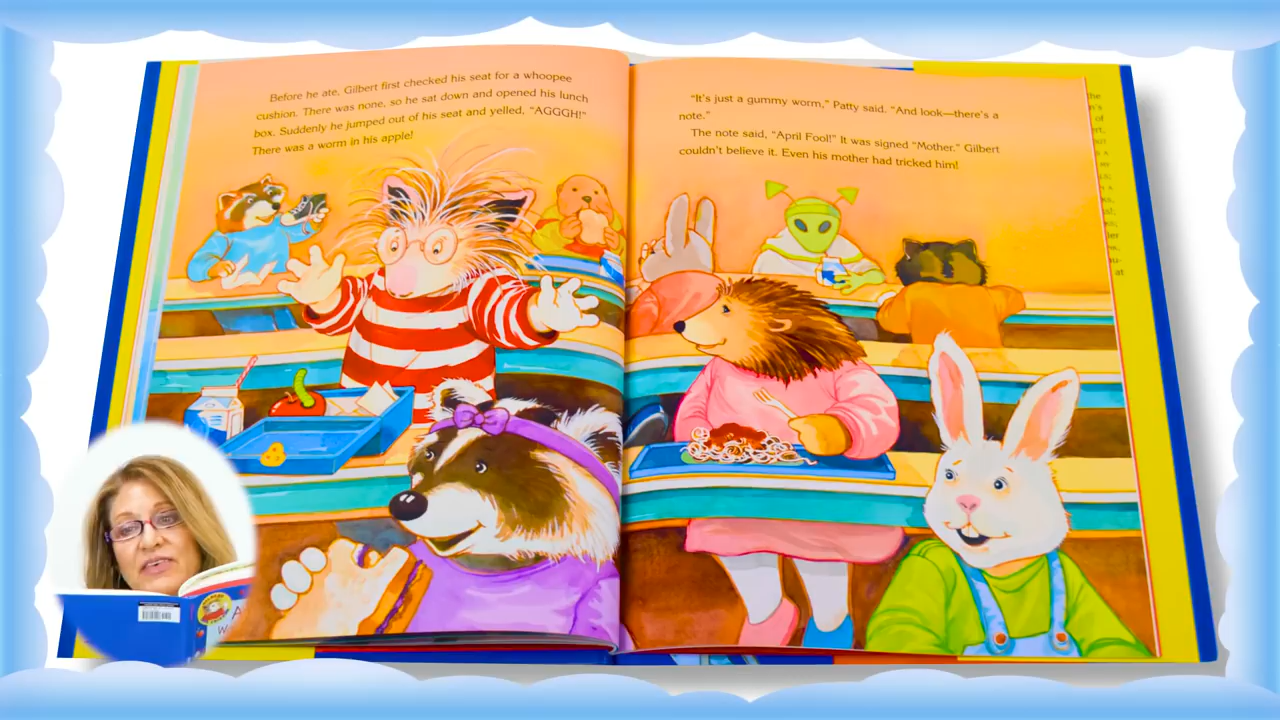 Before he ate, Gilbert first checked his seat for a whoopee
cushion. There was none, so he sat down and opened his lunch
box. Suddenly he jumped out of his seat and yelled, “AGGGH!”
There was a worm in his apple!
“It’s just a gummy worm,” Patty said. “And look—there’s a
note.”
The note said, “April Fool!” It was signed “Mother.” Gilbert
couldn’t believe it. Even his mother had tricked him!